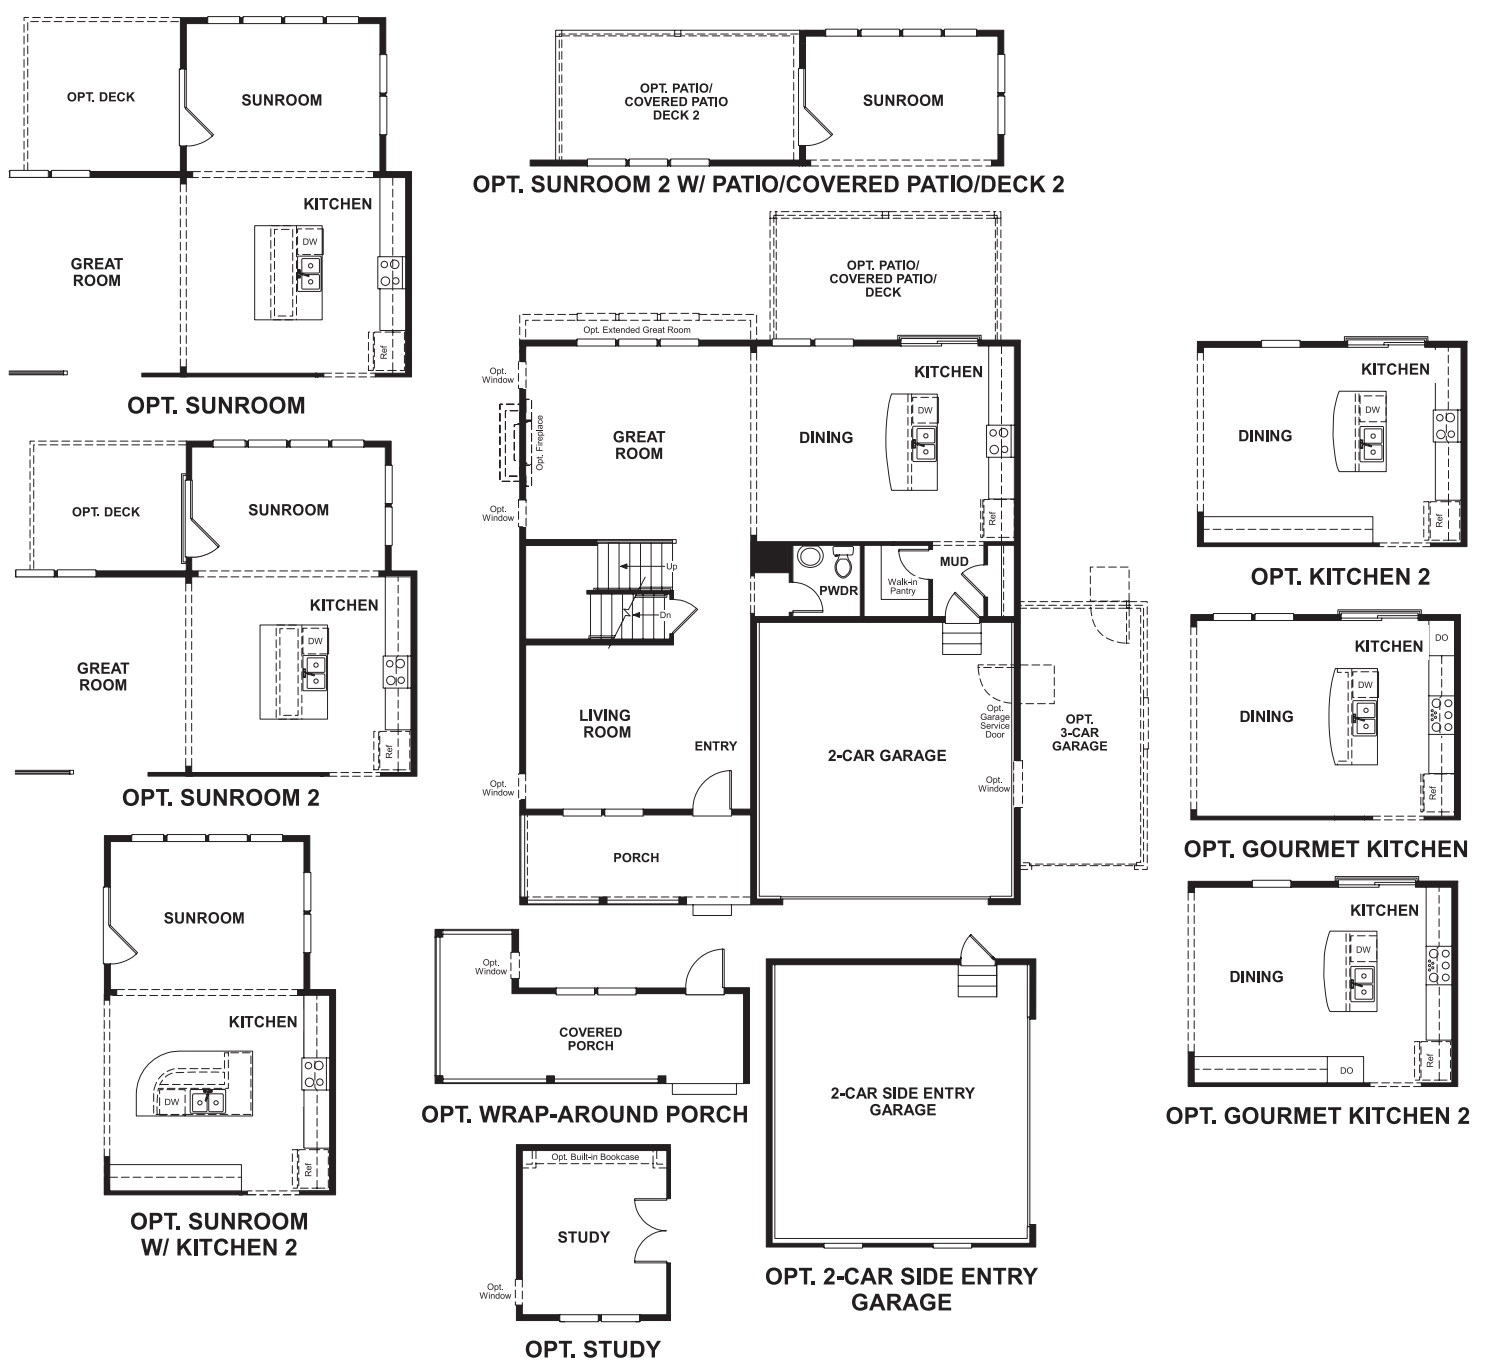 OPT. DECK
SUNROOM
KITCHEN
DW
GREAT
ROOM
Ref
OPT. SUNROOM
OPT. PATIO/
COVERED PATIO
DECK 2
SUNROOM
OPT. SUNROOM 2 W/ PATIO/COVERED PATIO/DECK 2
OPT. DECK
SUNROOM
KITCHEN
DW
GREAT
ROOM
Ref
OPT. SUNROOM 2
SUNROOM
KITCHEN
DW
Ref
OPT. SUNROOM
W/ KITCHEN 2
OPT. PATIO/
COVERED PATIO/
DECK
Opt. Extended Great Room
Opt.
Window
Opt. Fireplace
Opt.
Window
GREAT
ROOM
DINING
KITCHEN
DW
Ref
Up
Dn
PWDR
Walk-in
Pantry
MUD
LIVING
ROOM
ENTRY
Opt.
Window
PORCH
2-CAR GARAGE
Opt.
Garage
Service
Door
Opt.
Window
OPT.
3-CAR
GARAGE
Opt.
Window
COVERED
PORCH
OPT. WRAP-AROUND PORCH
Opt. Built-in Bookcase
STUDY
Opt.
Window
OPT. STUDY
2-CAR SIDE ENTRY
GARAGE
OPT. 2-CAR SIDE ENTRY
GARAGE
KITCHEN
DW
DINING
Ref
OPT. KITCHEN 2
DO
KITCHEN
DW
DINING
Ref
OPT. GOURMET KITCHEN
KITCHEN
DW
DINING
Ref
DO
OPT. GOURMET KITCHEN 2